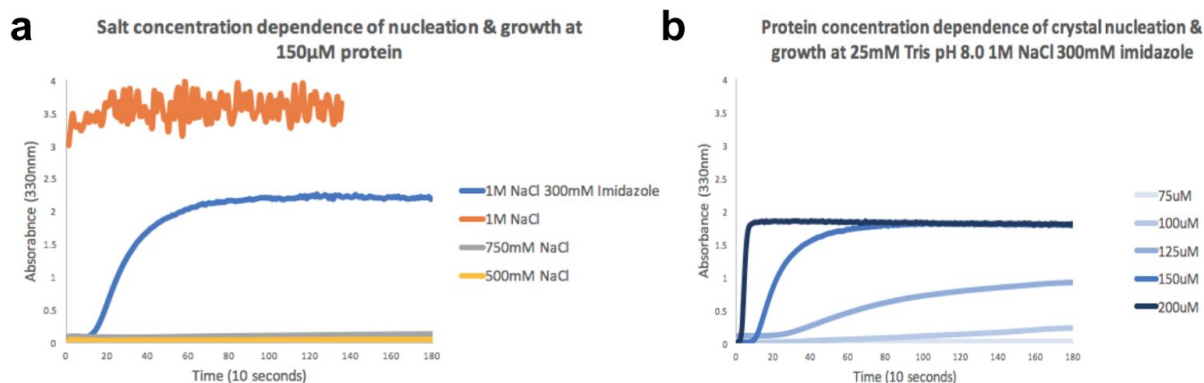 a
Salt concentration dependence of nucleation & growth at
150μM protein
4
3.5
3
2.5
2
1.5
1
0.5
0
Absorabnce (330nnm)
0 20 40 60 80 100 120 140 160 180
Time (10 seconds)
1M NaCl 300mM Imidazole
1M NaCl
750mM NaCl
500mM NaCl
b
Protein concentration dependence of crystal nucleation &
growth at 25mM Tris pH 8.0 1M NaCl 300mM imidazole
4
3.5
3
2.5
2
1.5
1
0.5
0
Absorbance (330nm)
0 20 40 60 80 100 120 140 160 180
Time (10 seconds)
75uM
100uM
125uM
150uM
200uM